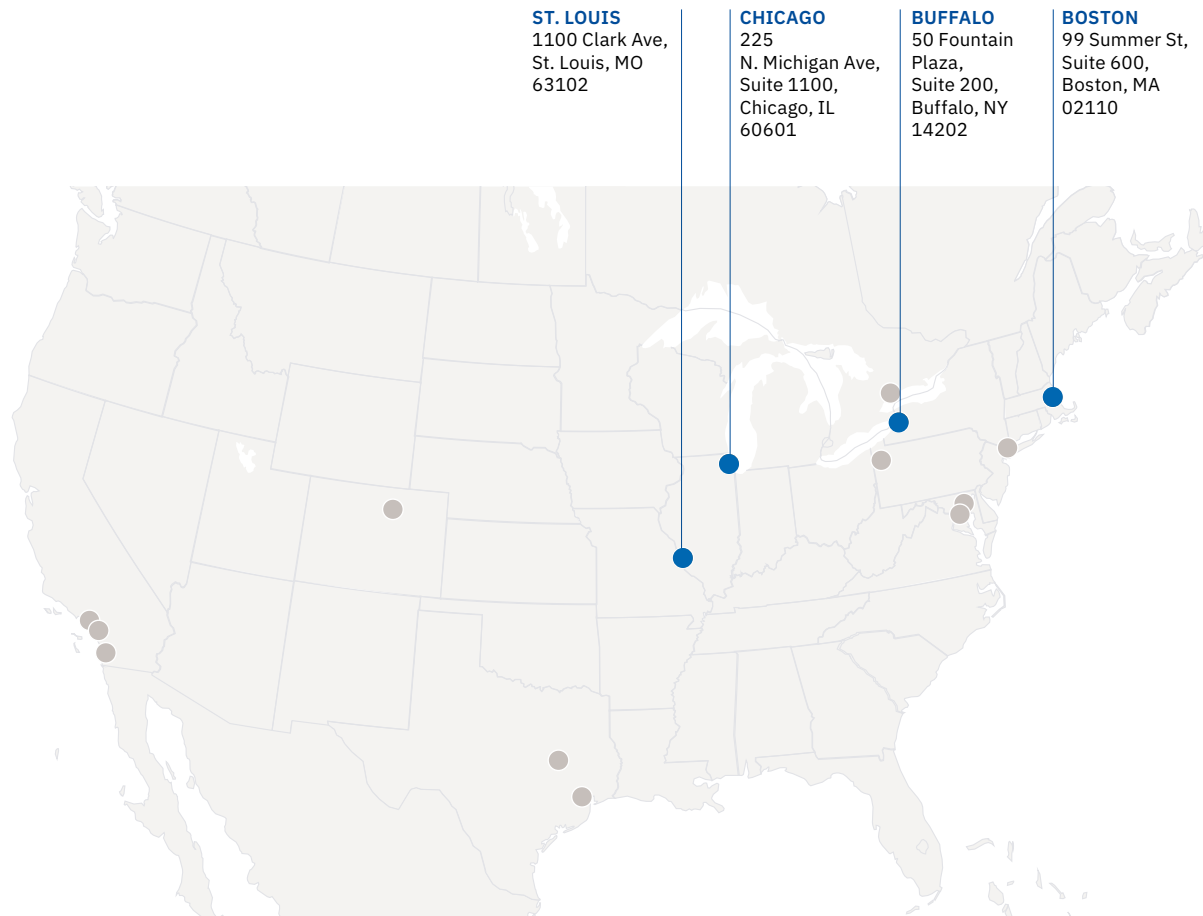 ST. LOUIS
1100 Clark Ave,
St. Louis, MO
63102
CHICAGO
225
N. Michigan Ave,
Suite 1100,
Chicago, IL
60601
BUFFALO
50 Fountain
Plaza,
Suite 200,
Buffalo, NY
14202
BOSTON
99 Summer St,
Suite 600,
Boston, MA
02110